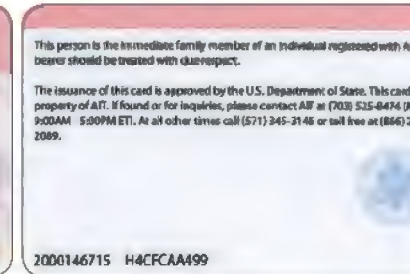 This person is the immediate family member of an individual registered with
bearer should be treated with due respect.
The issuance of this card is approved by the U.S. Department of State. This card
property of AIT. If found or for inquiries, please contact AIT at (703) 525-8474
9:00AM 5:00PM ET). At all other times call (571) 345-3146 or toll free at (866)
2089.
2000146715 H4CFCAA499